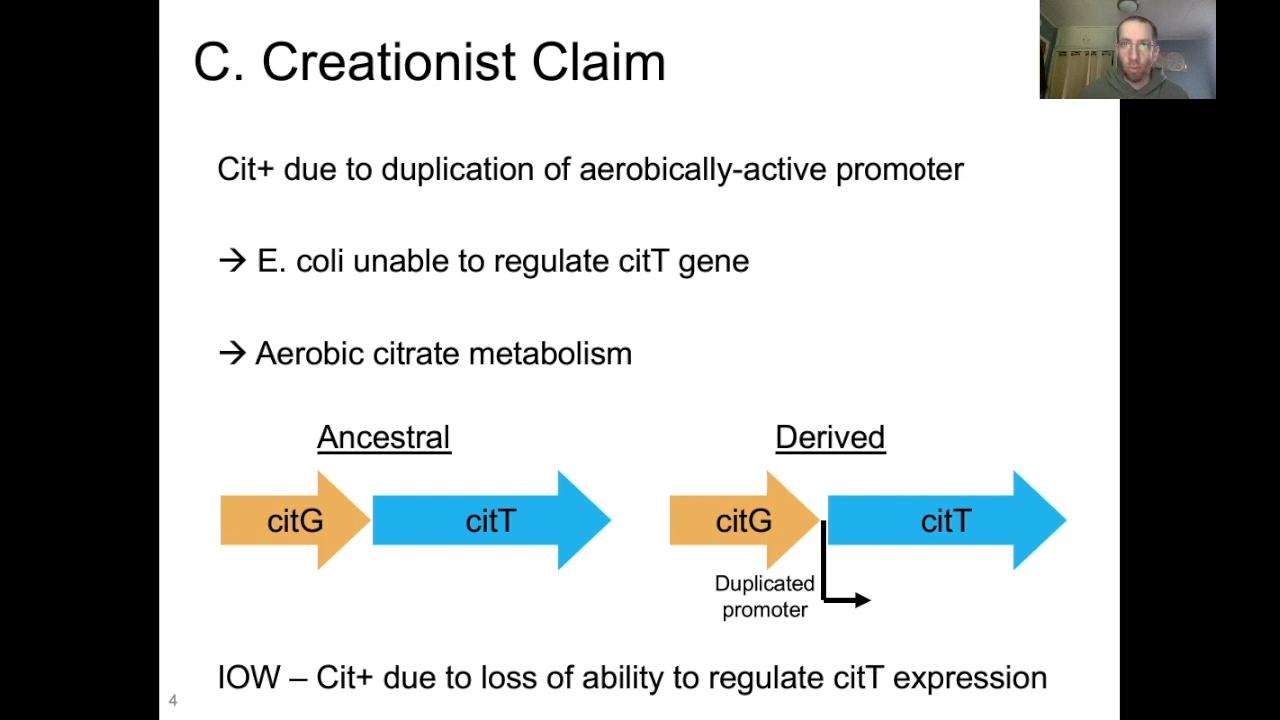 C. Creationist Claim
Cit+ due to duplication of aerobically-active promoter
→ E. coli unable to regulate citT gene
→ Aerobic citrate metabolism
Ancestral
Derived
citG
citT
citG
citT
Duplicated
promoter
IOW – Cit+ due to loss of ability to regulate citT expression
4